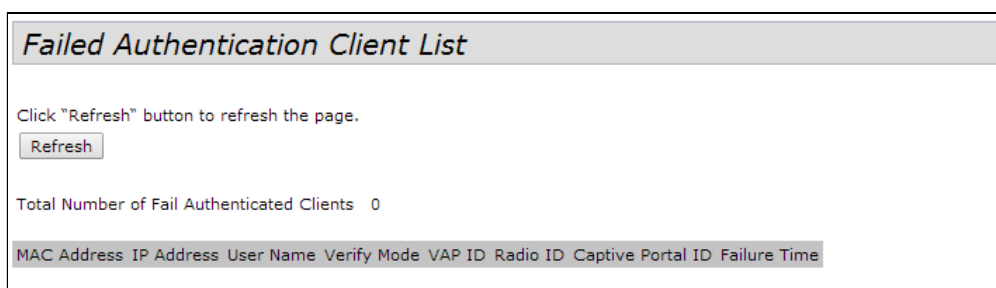 Failed Authentication Client List
Click "Refresh" button to refresh the page.
Refresh
Total Number of Fail Authenticated Clients 0
MAC Address IP Address User Name Verify Mode VAP ID Radio ID Captive Portal ID Failure Time